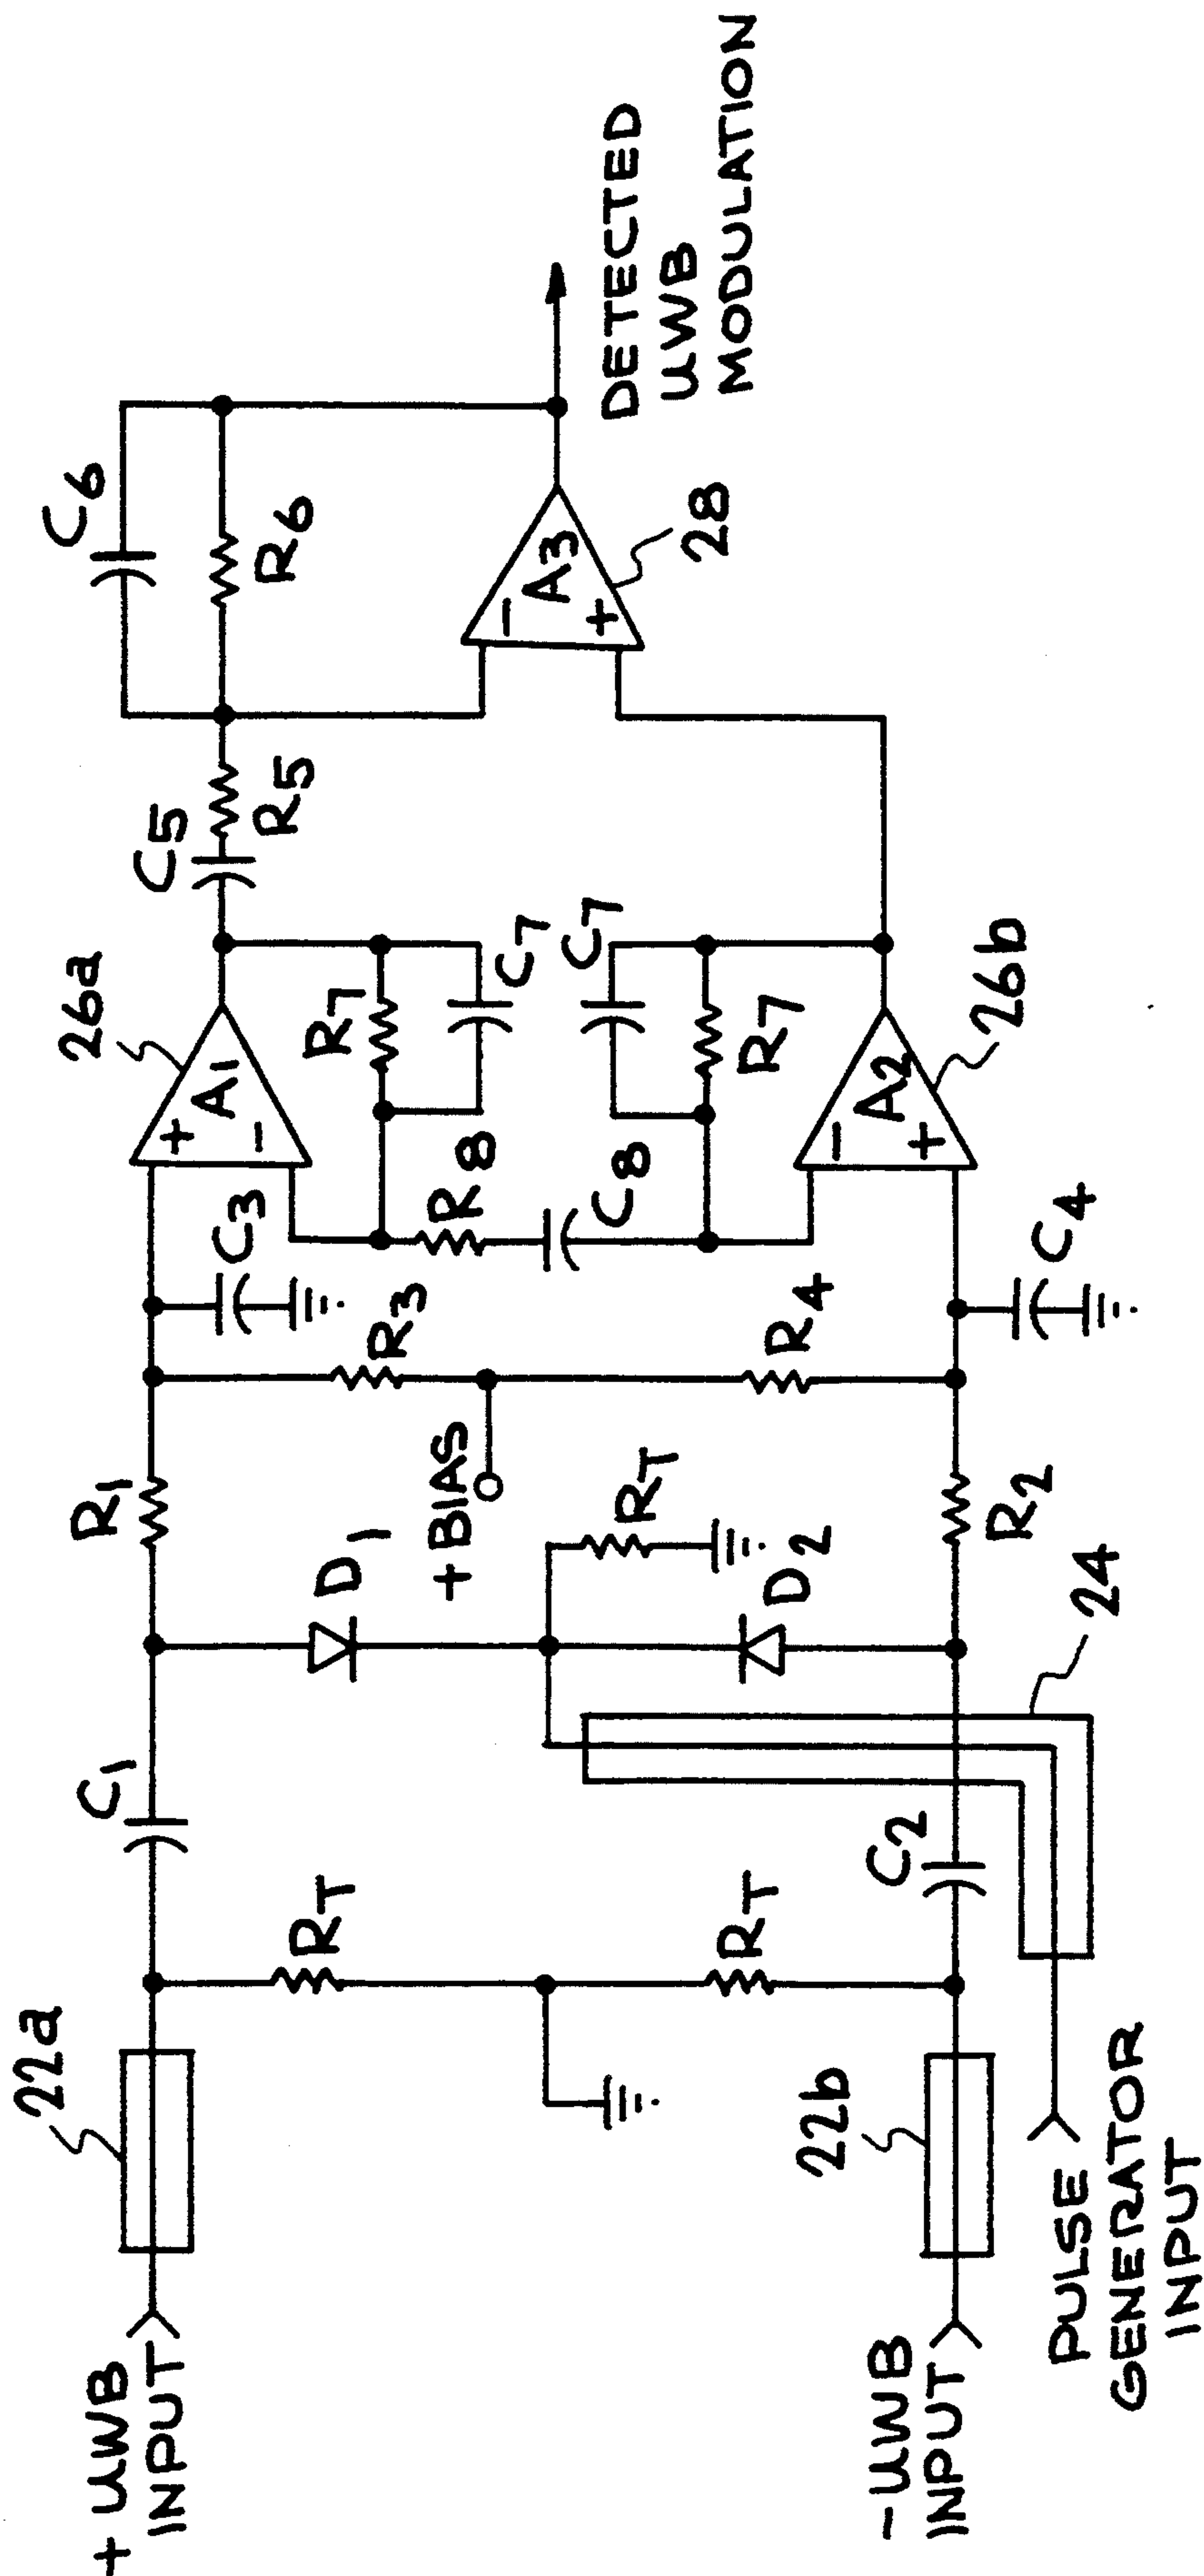 + UWB
INPUT
22a
RT
C1
D1
R1
+ BIAS
R3
C3
26a
+
A1
−
R7
C7
R8
C8
C5
R5
C6
R6
−
A3
+
28
DETECTED
UWB
MODULATION
− UWB
INPUT
22b
RT
C2
D2
RT
R2
24
R4
C4
C7
R7
−
A2
+
26b
PULSE
GENERATOR
INPUT